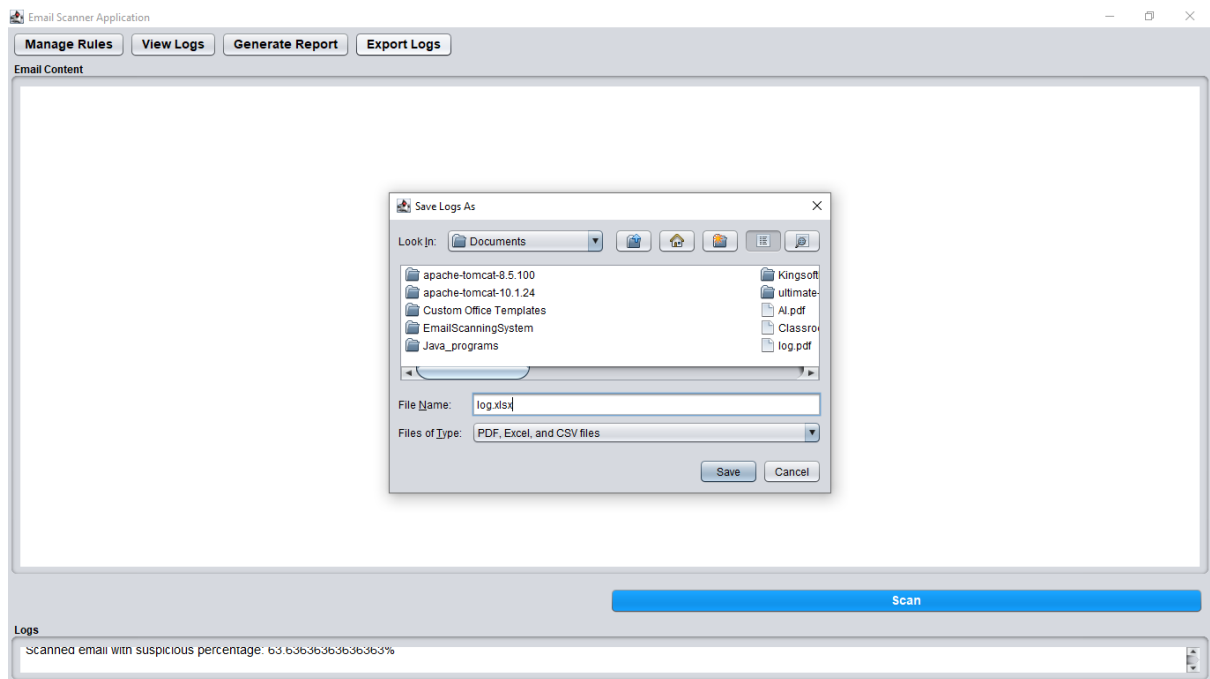 Email Scanner Application
Manage Rules View Logs Generate Report Export Logs
Email Content
Save Logs As
Look In: Documents
apache-tomcat-8.5.100 Kingsoft
apache-tomcat-10.1.24 ultimate-
Custom Office Templates AI.pdf
EmailScanningSystem Classro
Java_programs log.pdf
File Name: log.xlsx
Files of Type: PDF, Excel, and CSV files
Save Cancel
Scan
Logs
Scanned email with suspicious percentage: 63.63636363636363%